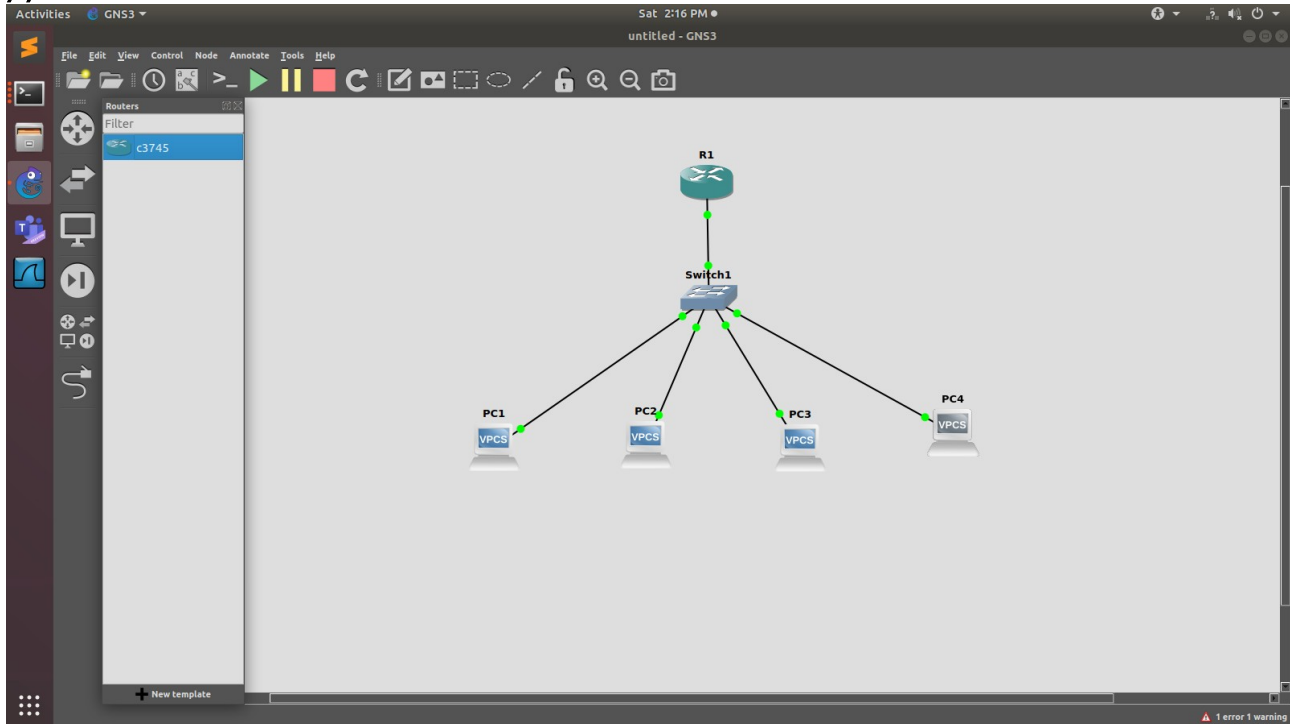 Activities GNS3 Sat 2:16 PM
untitled - GNS3
File Edit View Control Node Annotate Tools Help
Routers
Filter
c3745
R1
Switch1
PC1
PC2
PC3
PC4
VPCS
VPCS
VPCS
VPCS
New template
1 error 1 warning